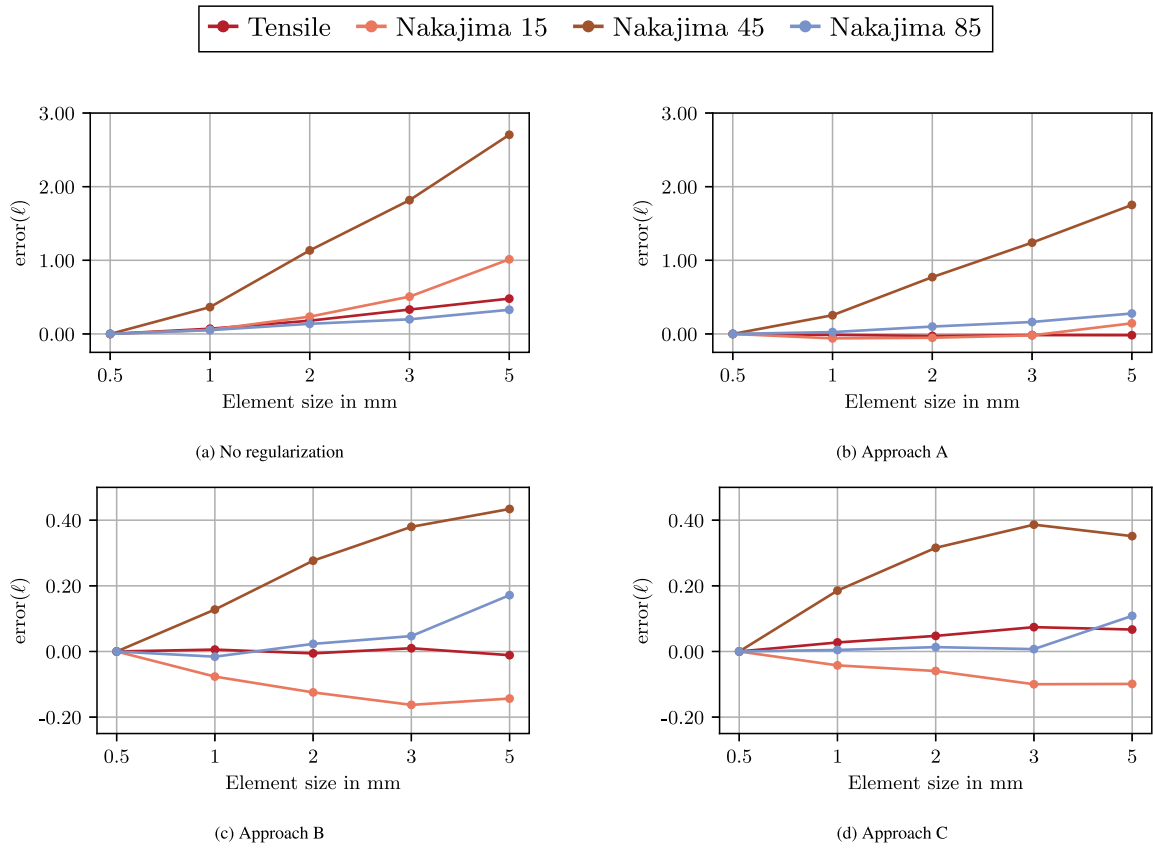 Tensile Nakajima 15 Nakajima 45 Nakajima 85
3.00
2.00
1.00
0.00
error(ℓ)
0.5 1 2 3 5
Element size in mm
(a) No regularization
3.00
2.00
1.00
0.00
error(ℓ)
0.5 1 2 3 5
Element size in mm
(b) Approach A
0.40
0.20
0.00
-0.20
error(ℓ)
0.5 1 2 3 5
Element size in mm
(c) Approach B
0.40
0.20
0.00
-0.20
error(ℓ)
0.5 1 2 3 5
Element size in mm
(d) Approach C